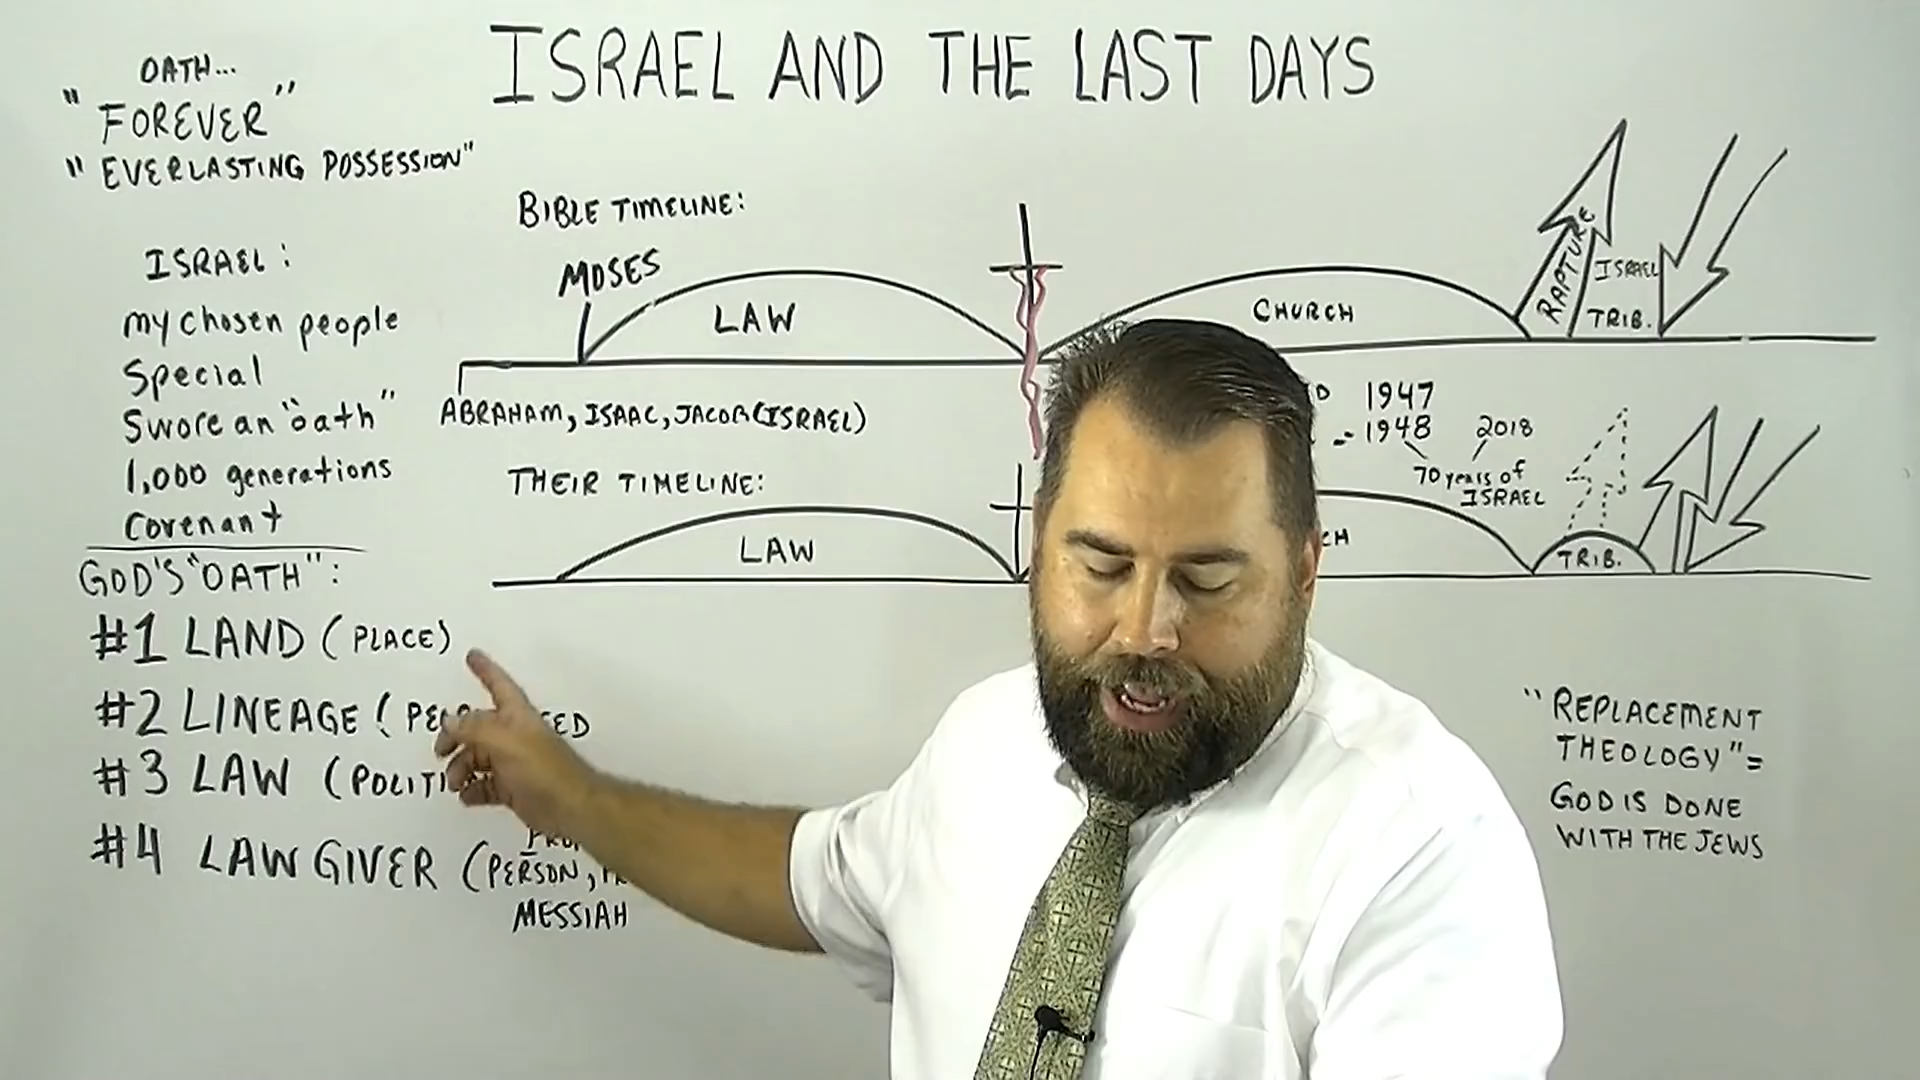 ISRAEL AND THE LAST DAYS
OATH...
"FOREVER"
"EVERLASTING POSSESSION"
ISRAEL:
my chosen people
Special
Swore an "oath"
1,000 generations
Covenant
GOD'S "OATH":
#1 LAND (PLACE)
#2 LINEAGE (
#3 LAW (
#4 LAW GIVER (PERSON,
MESSIAH
BIBLE TIMELINE:
MOSES
LAW
CHURCH
RAPTURE
ISRAEL
TRIB.
ABRAHAM, ISAAC, JACOB (ISRAEL)
1947
1948 2018
70 years of
ISRAEL
THEIR TIMELINE:
LAW
TRIB.
"REPLACEMENT
THEOLOGY" =
GOD IS DONE
WITH THE JEWS